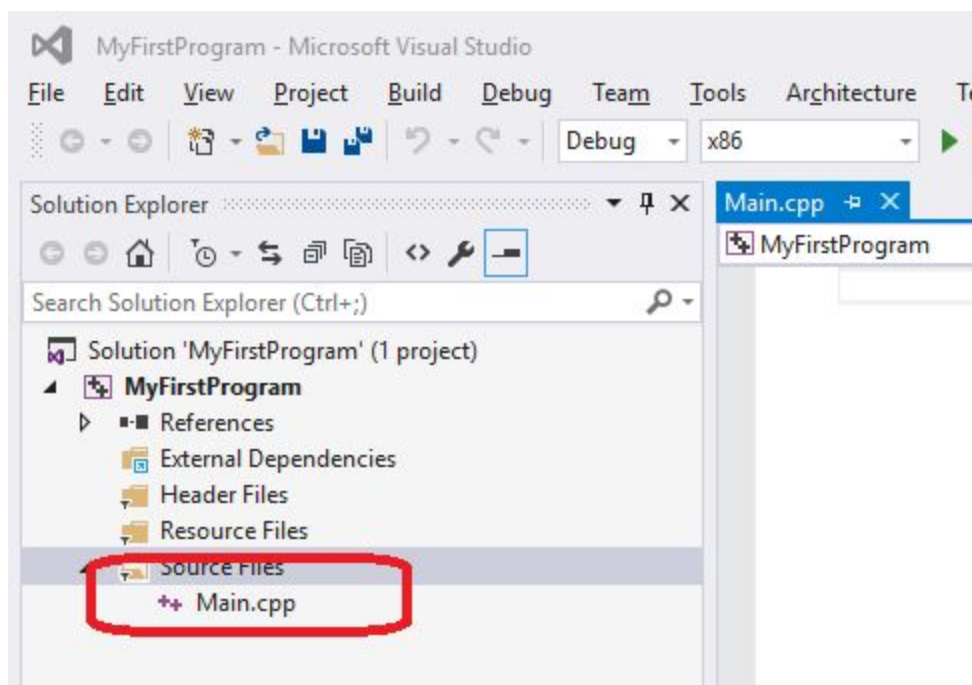 MyFirstProgram - Microsoft Visual Studio
File Edit View Project Build Debug Team Tools Architecture
Debug x86
Solution Explorer
Search Solution Explorer (Ctrl+;)
Solution 'MyFirstProgram' (1 project)
MyFirstProgram
References
External Dependencies
Header Files
Resource Files
Source Files
Main.cpp
Main.cpp
MyFirstProgram